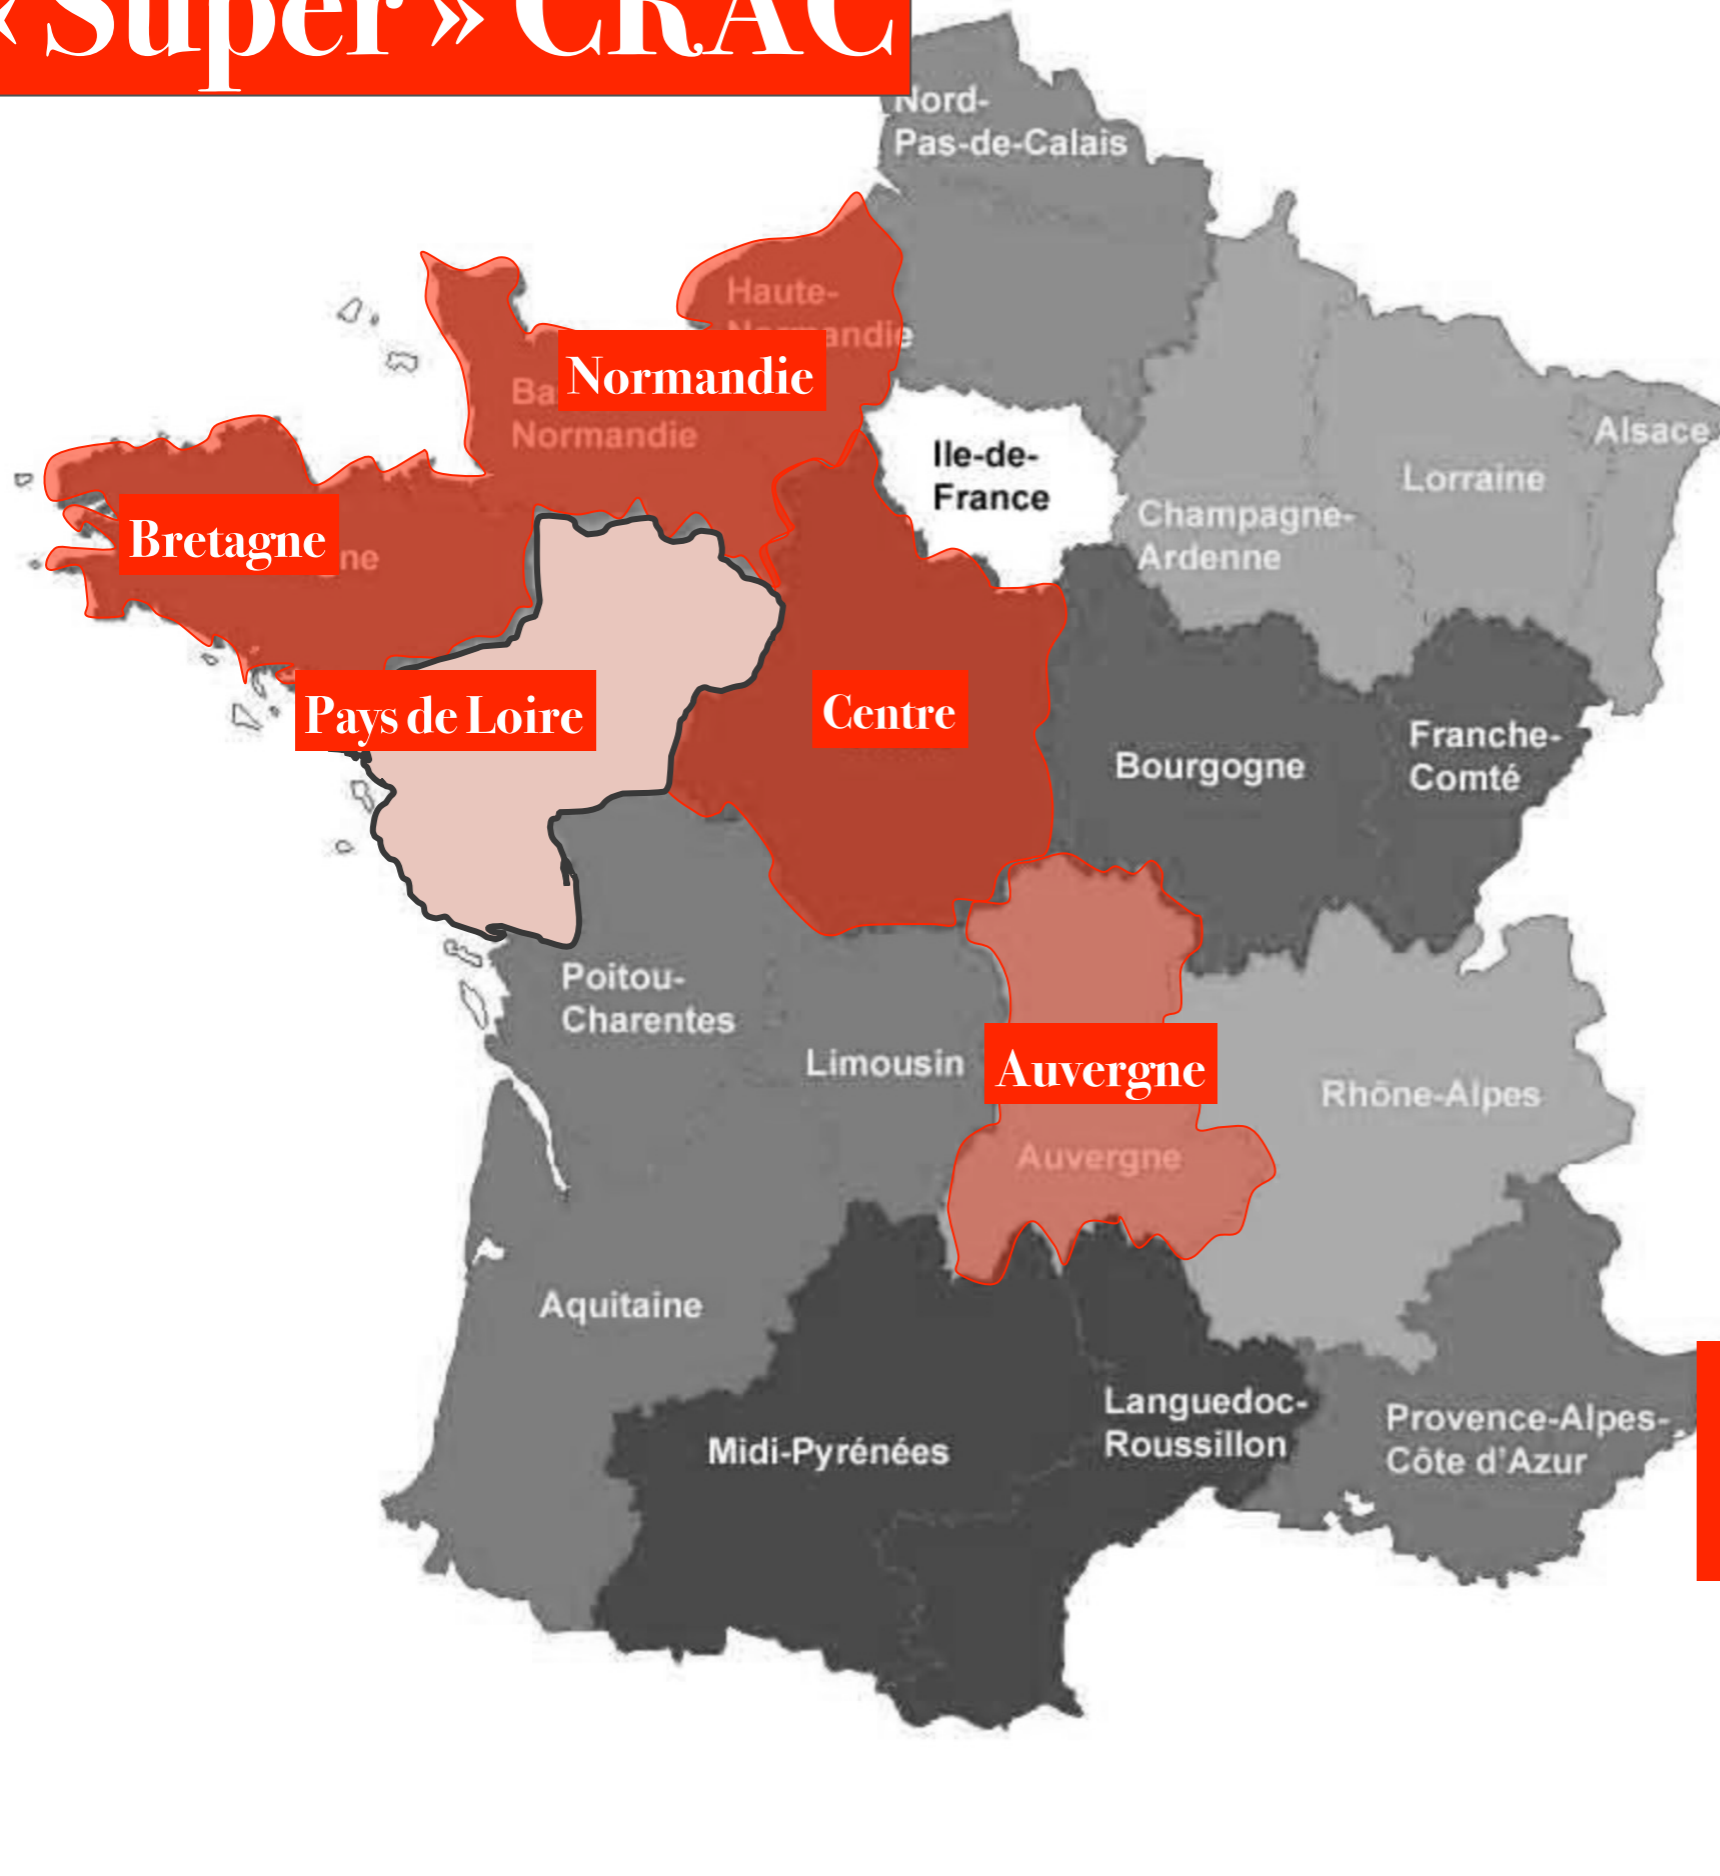 « Super » CRAC
Nord-
Pas-de-Calais
Haute-
andie
Normandie
Ba
Normandie
Ile-de-
France
Alsace
Lorraine
Champagne-
Ardenne
Bretagne
ne
Pays de Loire
Centre
Bourgogne
Franche-
Comté
Poitou-
Charentes
Limousin
Auvergne
Rhône-Alpes
Auvergne
Aquitaine
Languedoc-
Roussillon
Provence-Alpes-
Côte d'Azur
Midi-Pyrénées